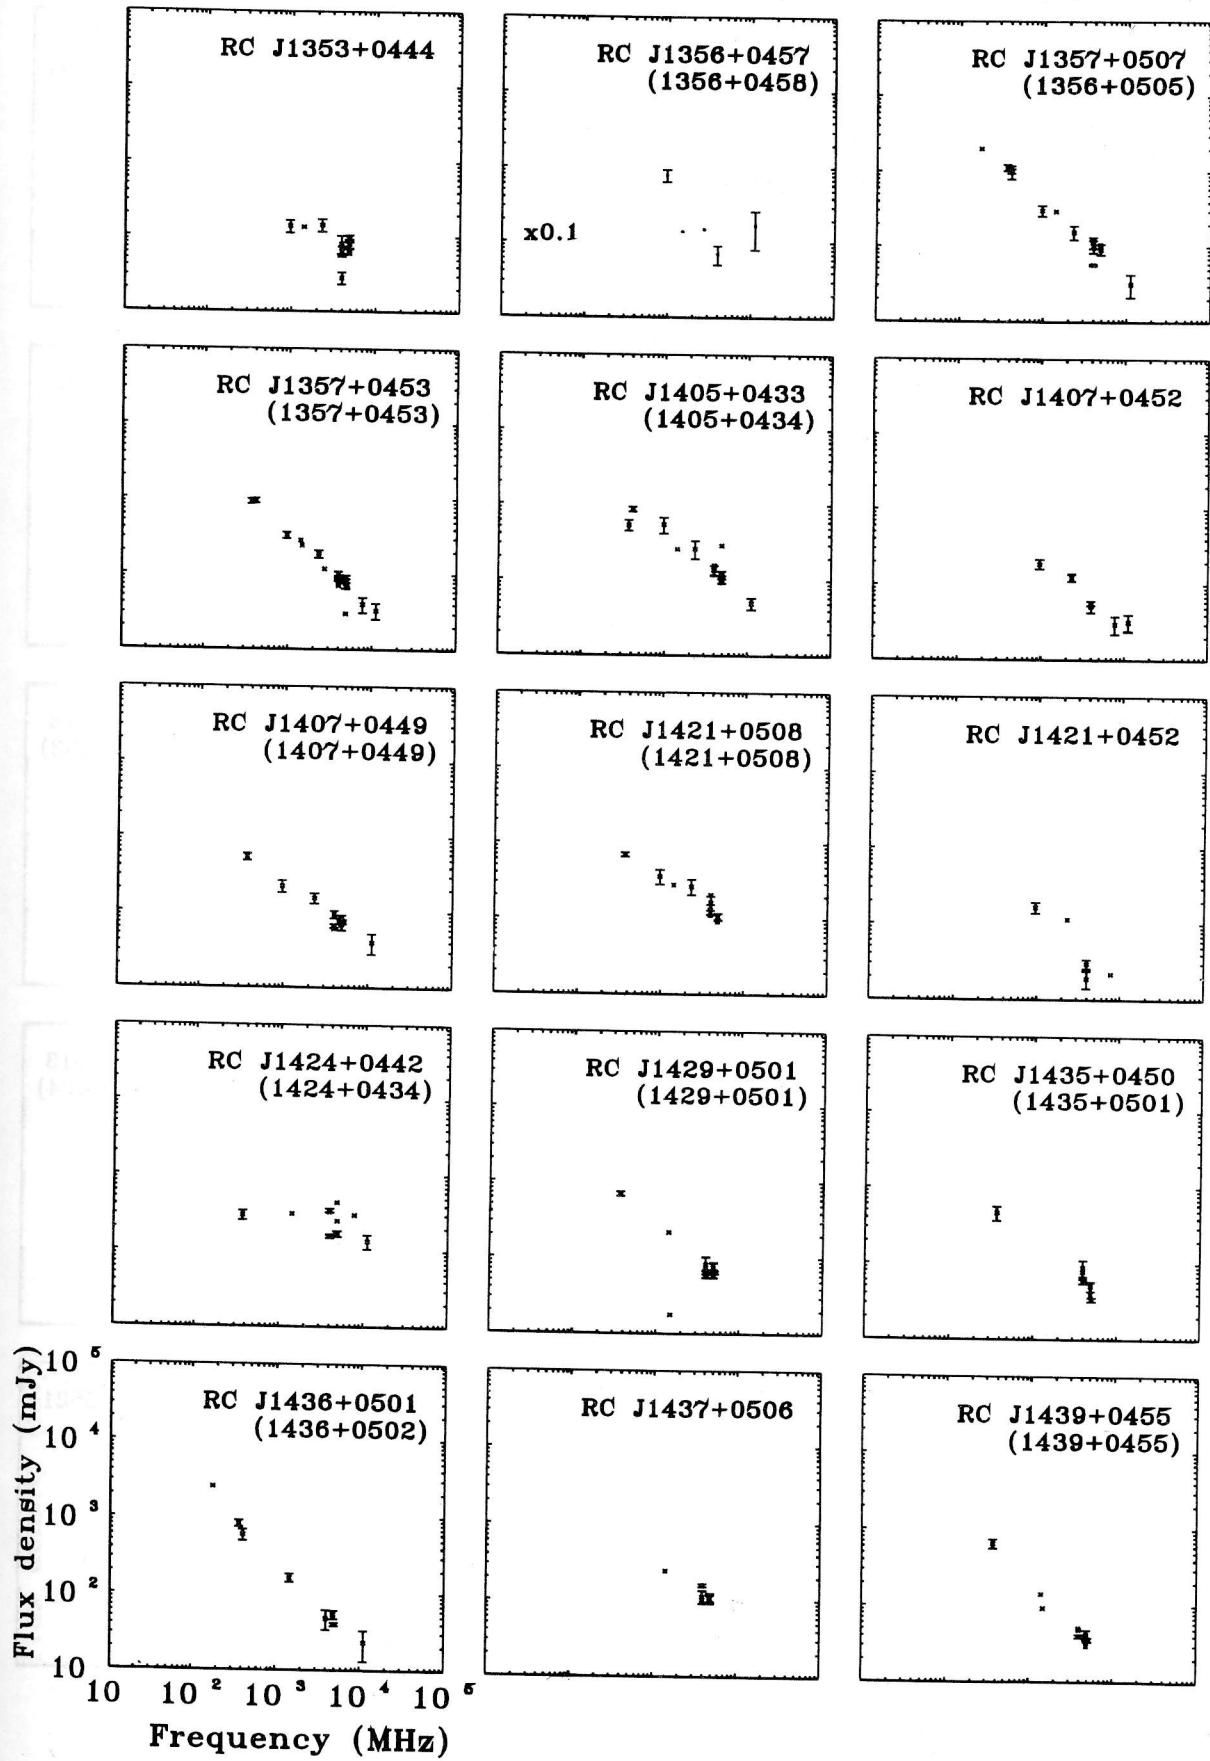 RC J1353+0444
RC J1356+0457
(1356+0458)
x0.1
RC J1357+0507
(1356+0505)
RC J1357+0453
(1357+0453)
RC J1405+0433
(1405+0434)
RC J1407+0452
RC J1407+0449
(1407+0449)
RC J1421+0508
(1421+0508)
RC J1421+0452
RC J1424+0442
(1424+0434)
RC J1429+0501
(1429+0501)
RC J1435+0450
(1435+0501)
RC J1436+0501
(1436+0502)
RC J1437+0506
RC J1439+0455
(1439+0455)
Flux density (mJy)
10 5
10 4
10 3
10 2
10
10 10 2 10 3 10 4 10 5
Frequency (MHz)